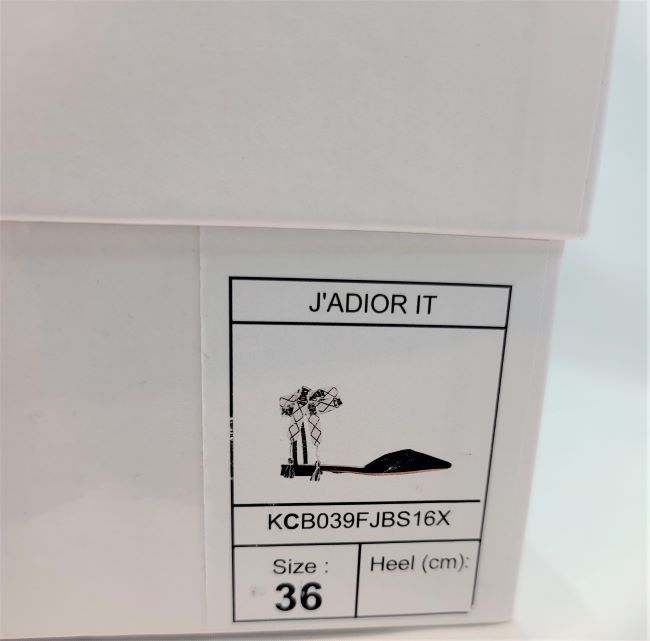 J'ADIOR IT
KCB039FJBS16X
Size :
36
Heel (cm):